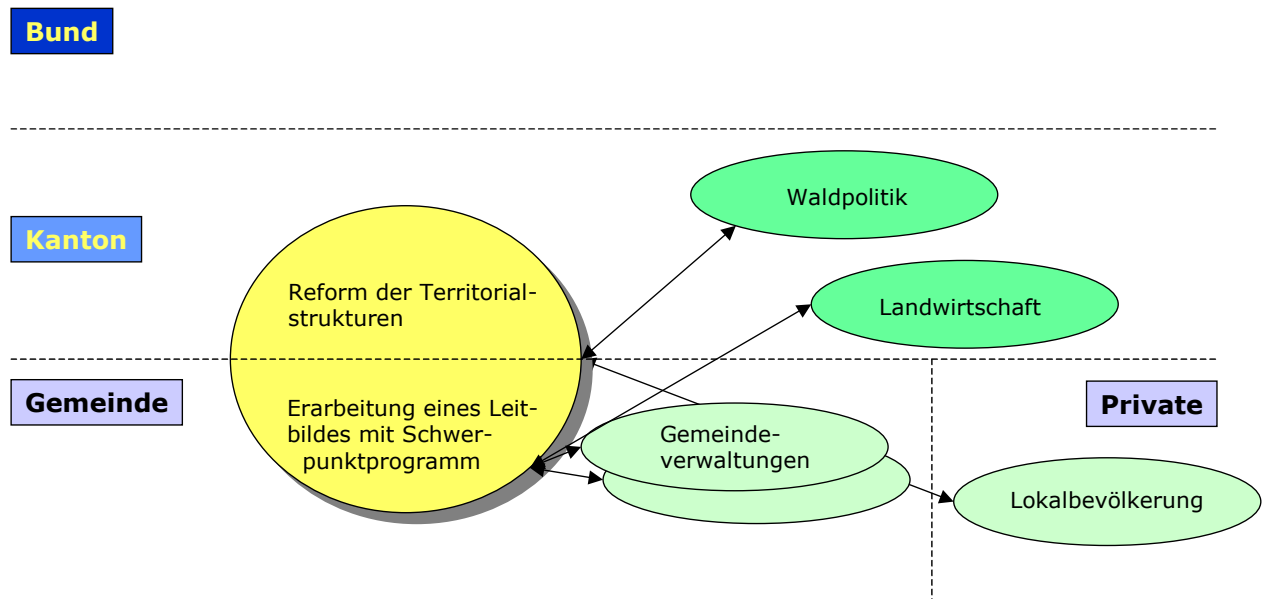 Bund
Waldpolitik
Kanton
Reform der Territorial-
strukturen
Landwirtschaft
Gemeinde
Private
Erarbeitung eines Leit-
bildes mit Schwer-
punktprogramm
Gemeinde-
verwaltungen
Lokalbevölkerung